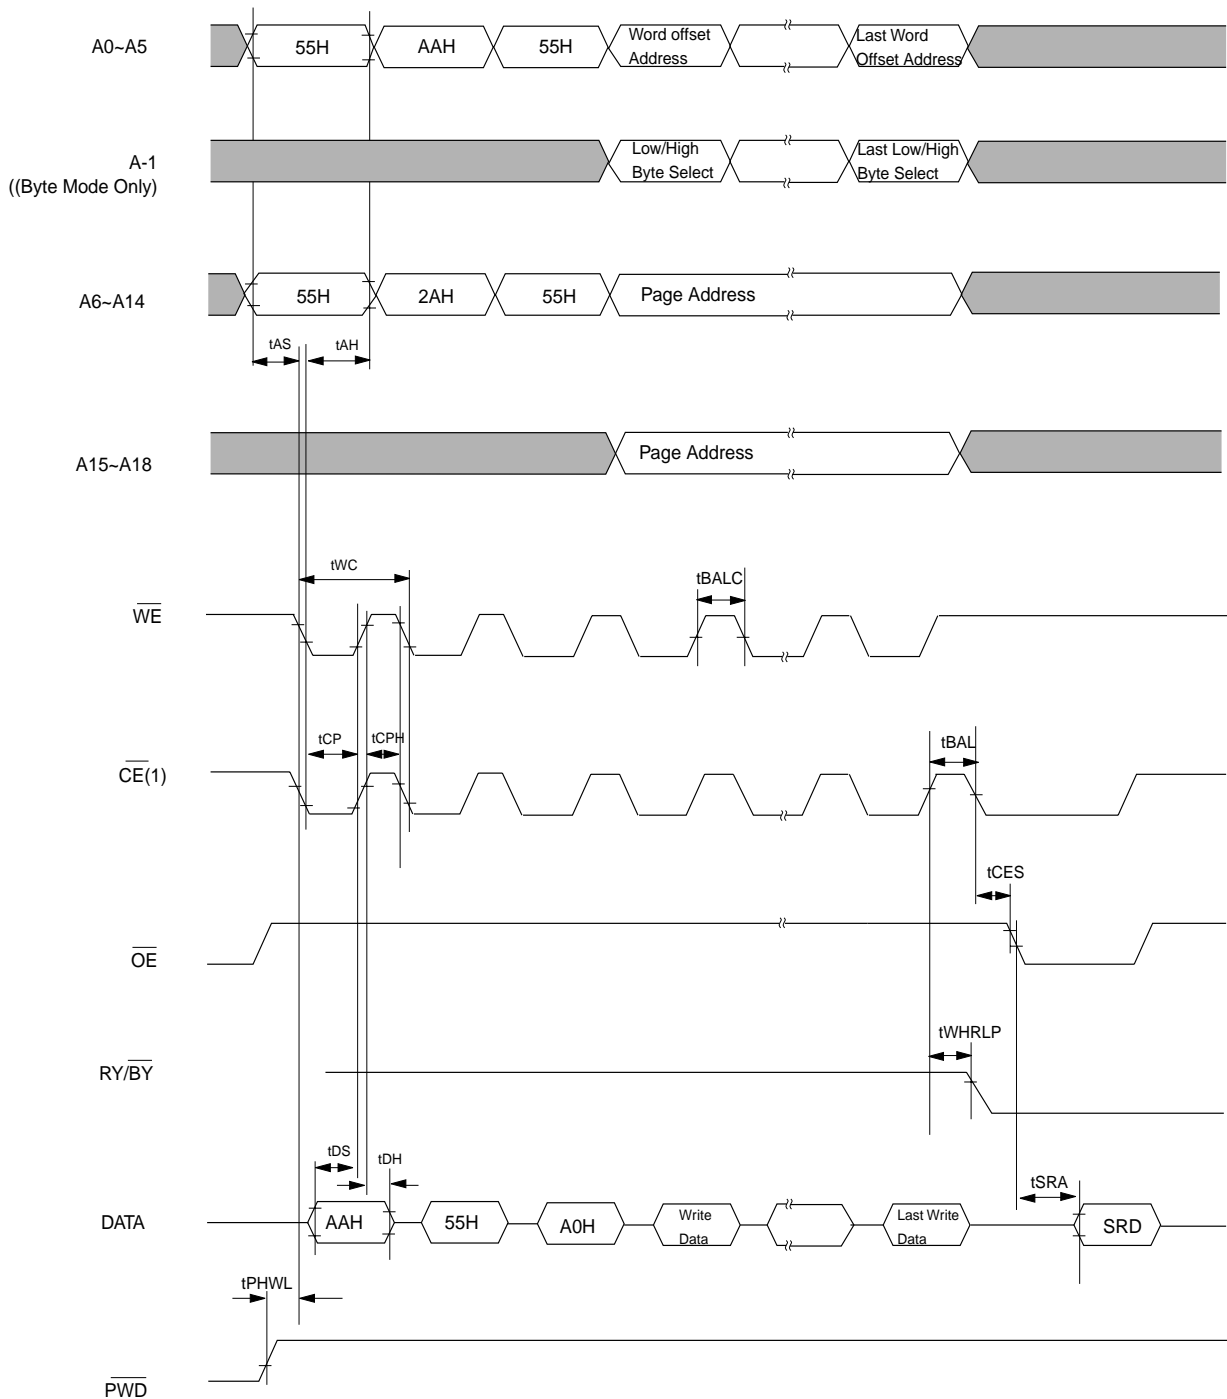 A0~A5
55H
AAH
55H
Word offset
Address
Last Word
Offset Address
A-1
((Byte Mode Only)
Low/High
Byte Select
Last Low/High
Byte Select
A6~A14
55H
2AH
55H
Page Address
tAS
tAH
A15~A18
Page Address
tWC
tBALC
WE
tCP
tCPH
tBAL
CE(1)
tCES
OE
tWHRLP
RY/BY
tDS
tDH
tSRA
DATA
AAH
55H
A0H
Write
Data
Last Write
Data
SRD
tPHWL
PWD